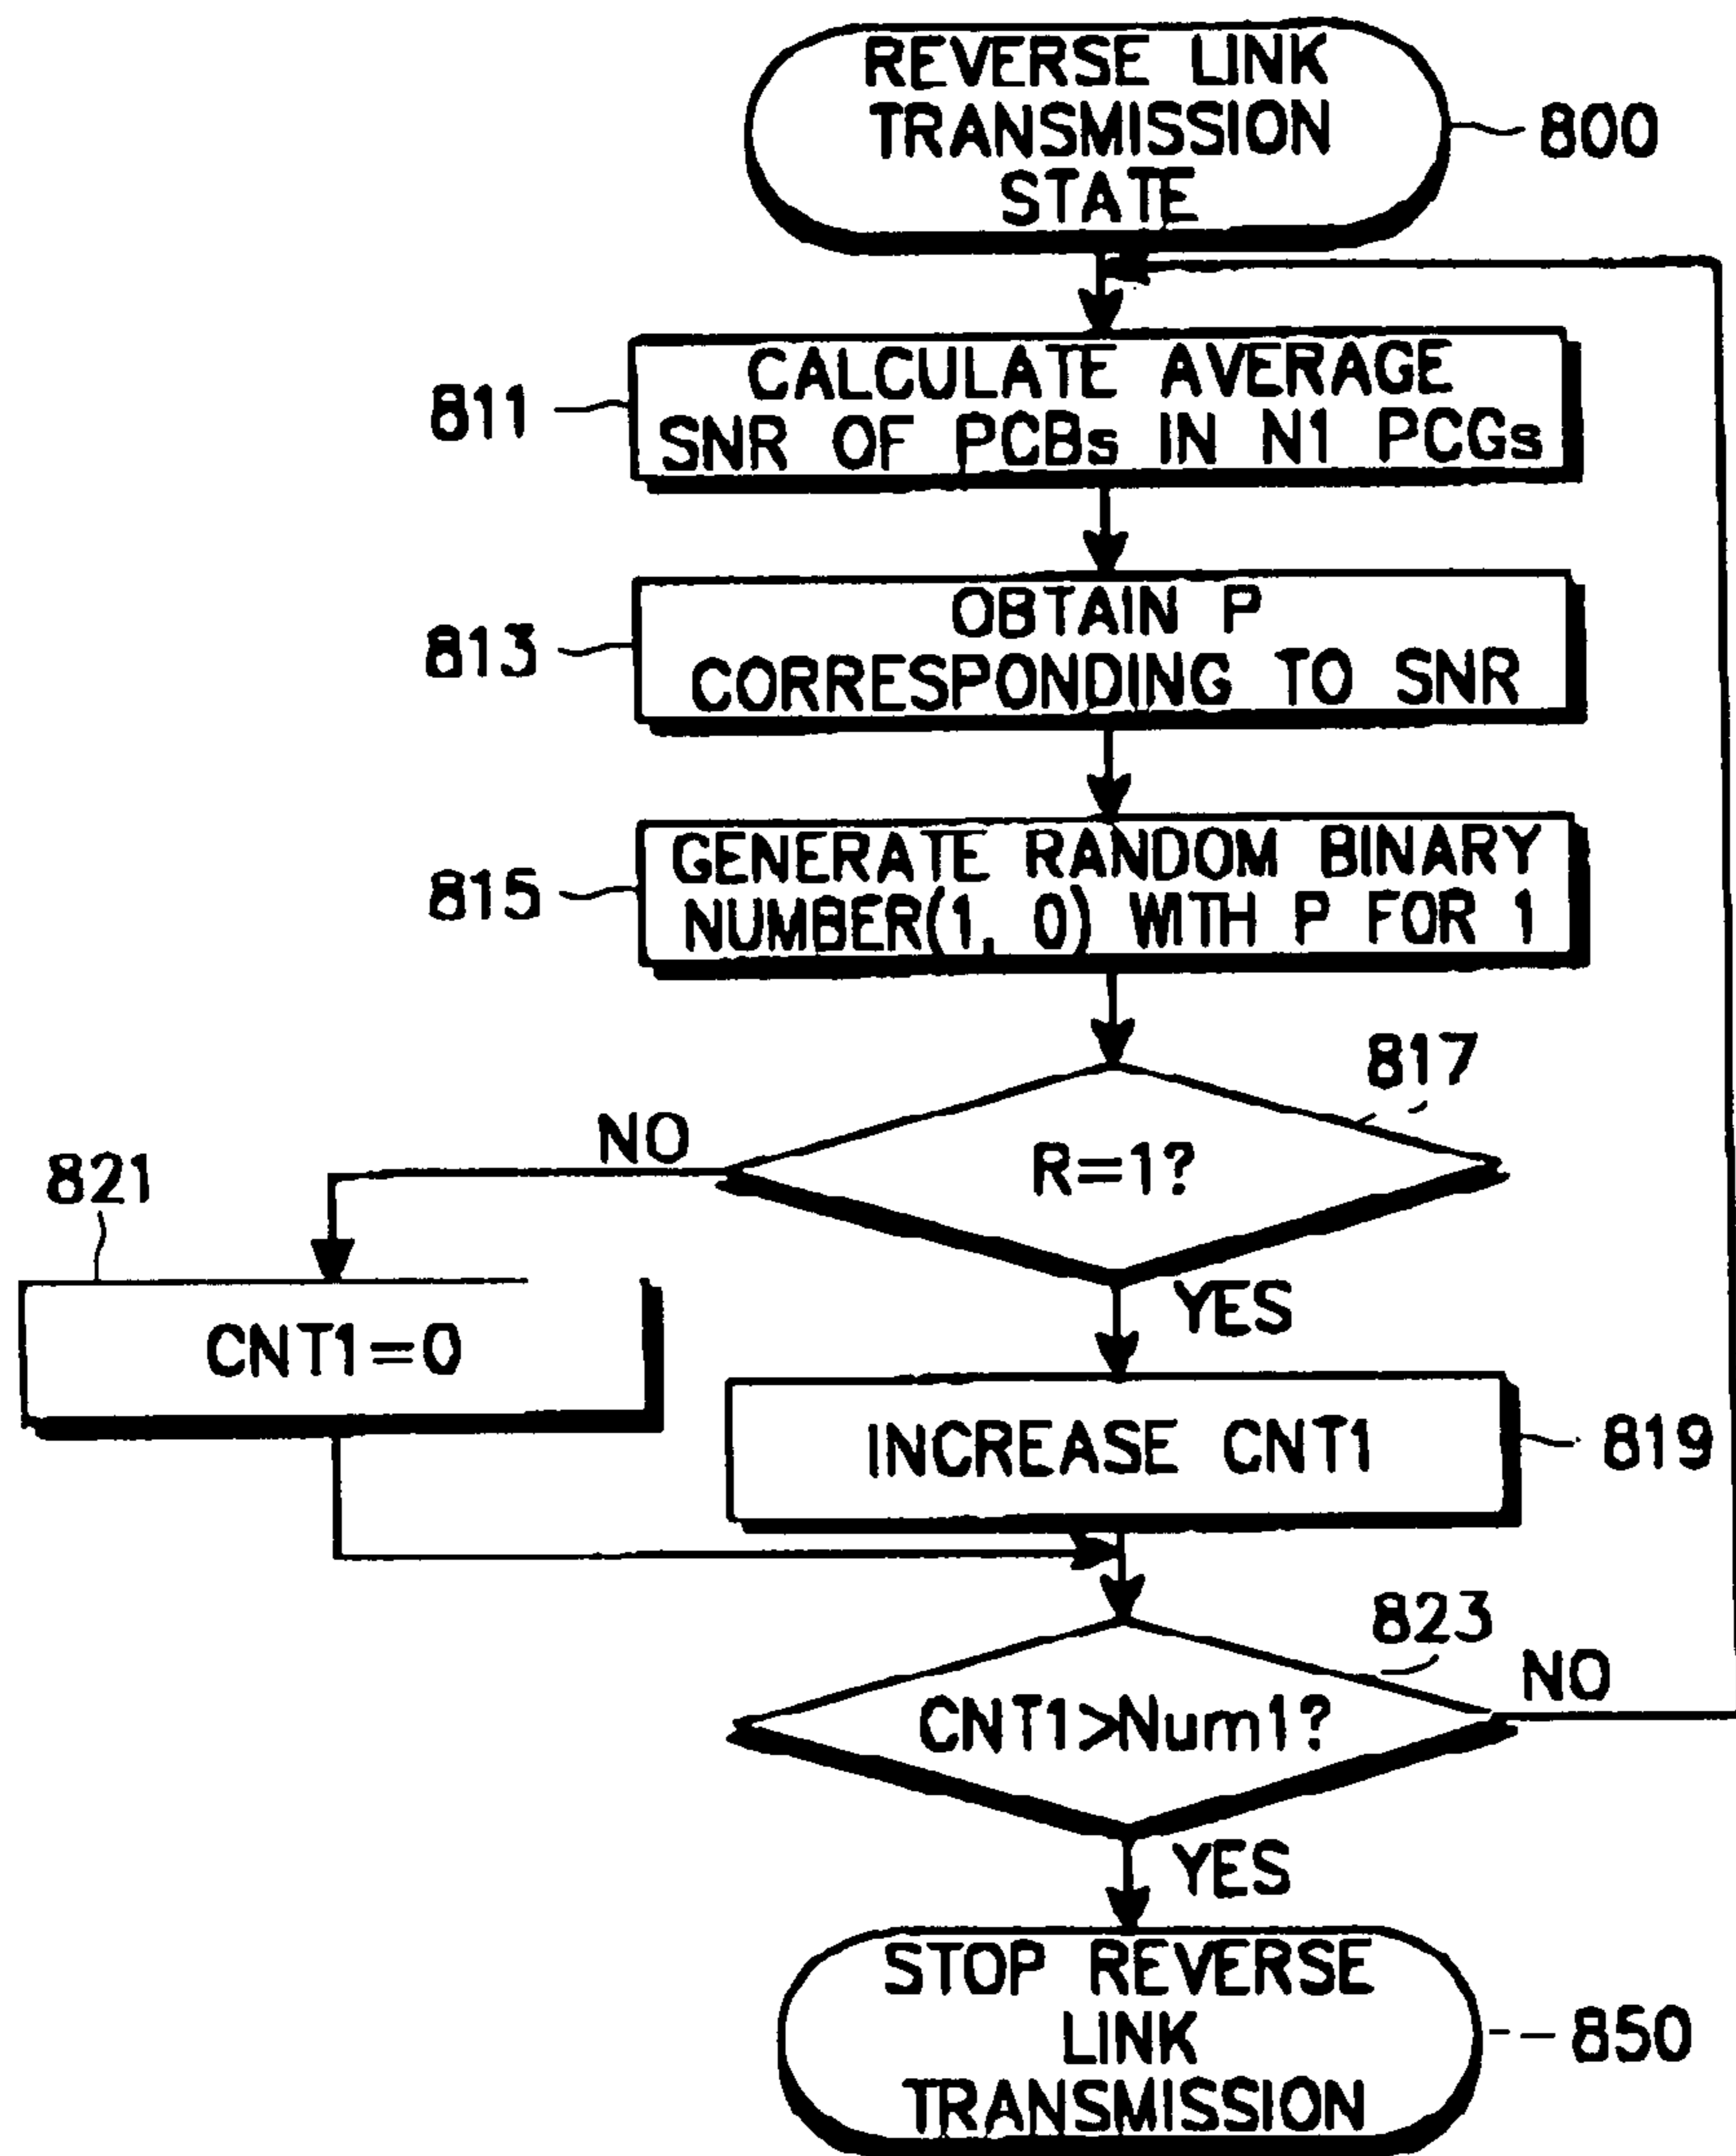 REVERSE LINK
TRANSMISSION
STATE
800
811
CALCULATE AVERAGE
SNR OF PCBs IN N1 PCGs
813
OBTAIN P
CORRESPONDING TO SNR
815
GENERATE RANDOM BINARY
NUMBER(1, 0) WITH P FOR 1
817
NO
R=1?
821
YES
CNT1=0
INCREASE CNT1
819
823
NO
CNT1>Num1?
YES
STOP REVERSE
LINK
TRANSMISSION
850